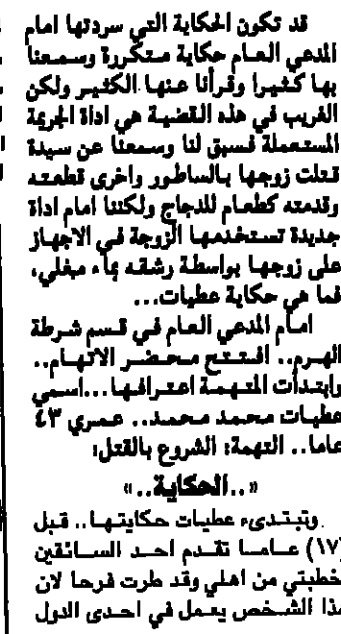 قد تكون الحكاية التي سردتها امام
المدعي العام حكاية متكررة وسمعنا
بها كثيرا وقرأنا عنها الكثير ولكن
الغريب في هذه القضية هي اداة الجريمة
المستعملة فسبق لنا وسمعنا عن سيدة
قتلت زوجها بالساطور واخرى قطعته
وقدمته كطعام للدجاج ولكننا امام اداة
جديدة تستخدمها الزوجة في الاجهاز
على زوجها بواسطة رشقه بماء مغلي،
فما هي حكاية عطيات...
امام المدعي العام في قسم شرطة
الهرم.. افتتح محضر الاتهام..
وابتدأت المتهمة اعترافها... اسمي
عطيات محمد محمد.. عمري ٤٣
عاما.. التهمة: الشروع بالقتل:
«..الحكاية..»
وتبتدىء عطيات حكايتها.. قبل
(١٧) عاما تقدم احد السائقين
لخطبتي من اهلي وقد طرت فرحا لان
هذا الشخص يعمل في احدى الدول